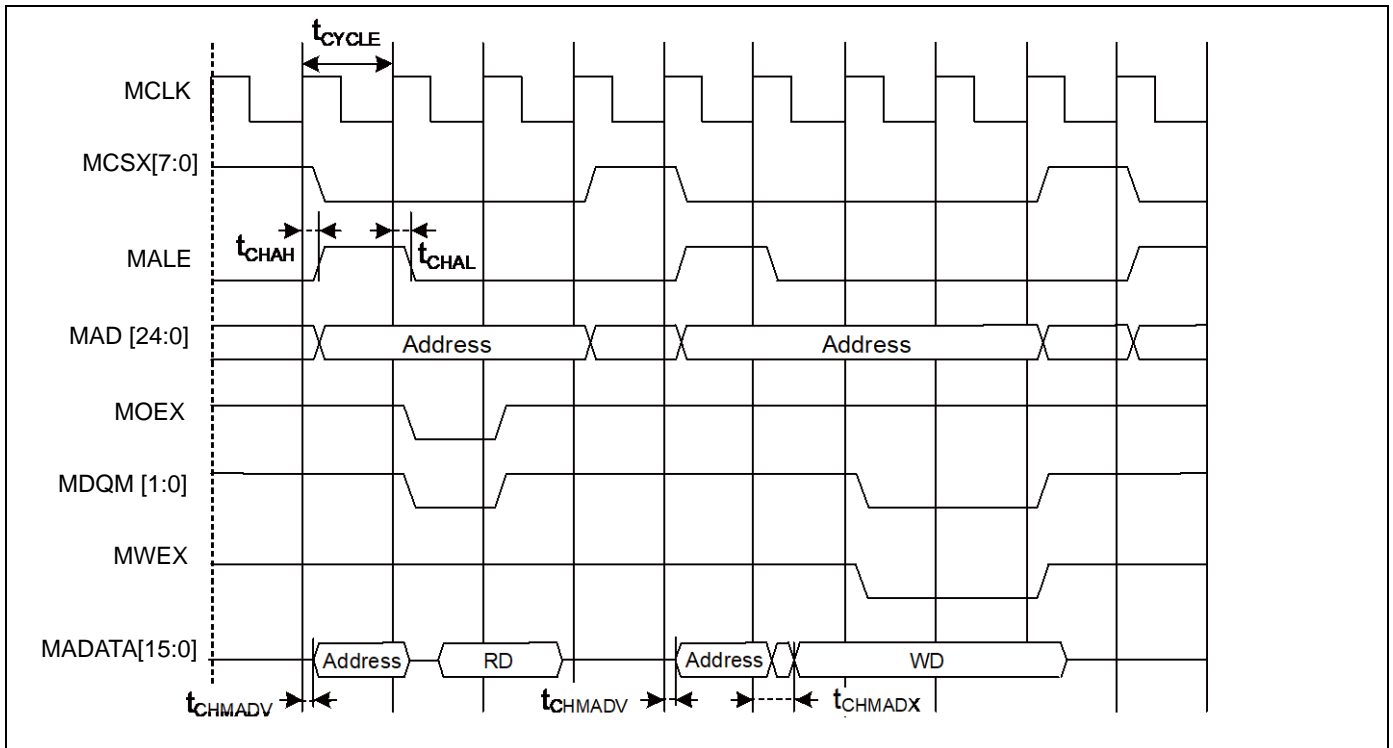 tCYCLE
MCLK
MCSX[7:0]
tCHAH
tCHAL
MALE
MAD [24:0]
Address
Address
MOEX
MDQM [1:0]
MWEX
MADATA[15:0]
Address
RD
Address
WD
tCHMADV
tCHMADV
tCHMADX